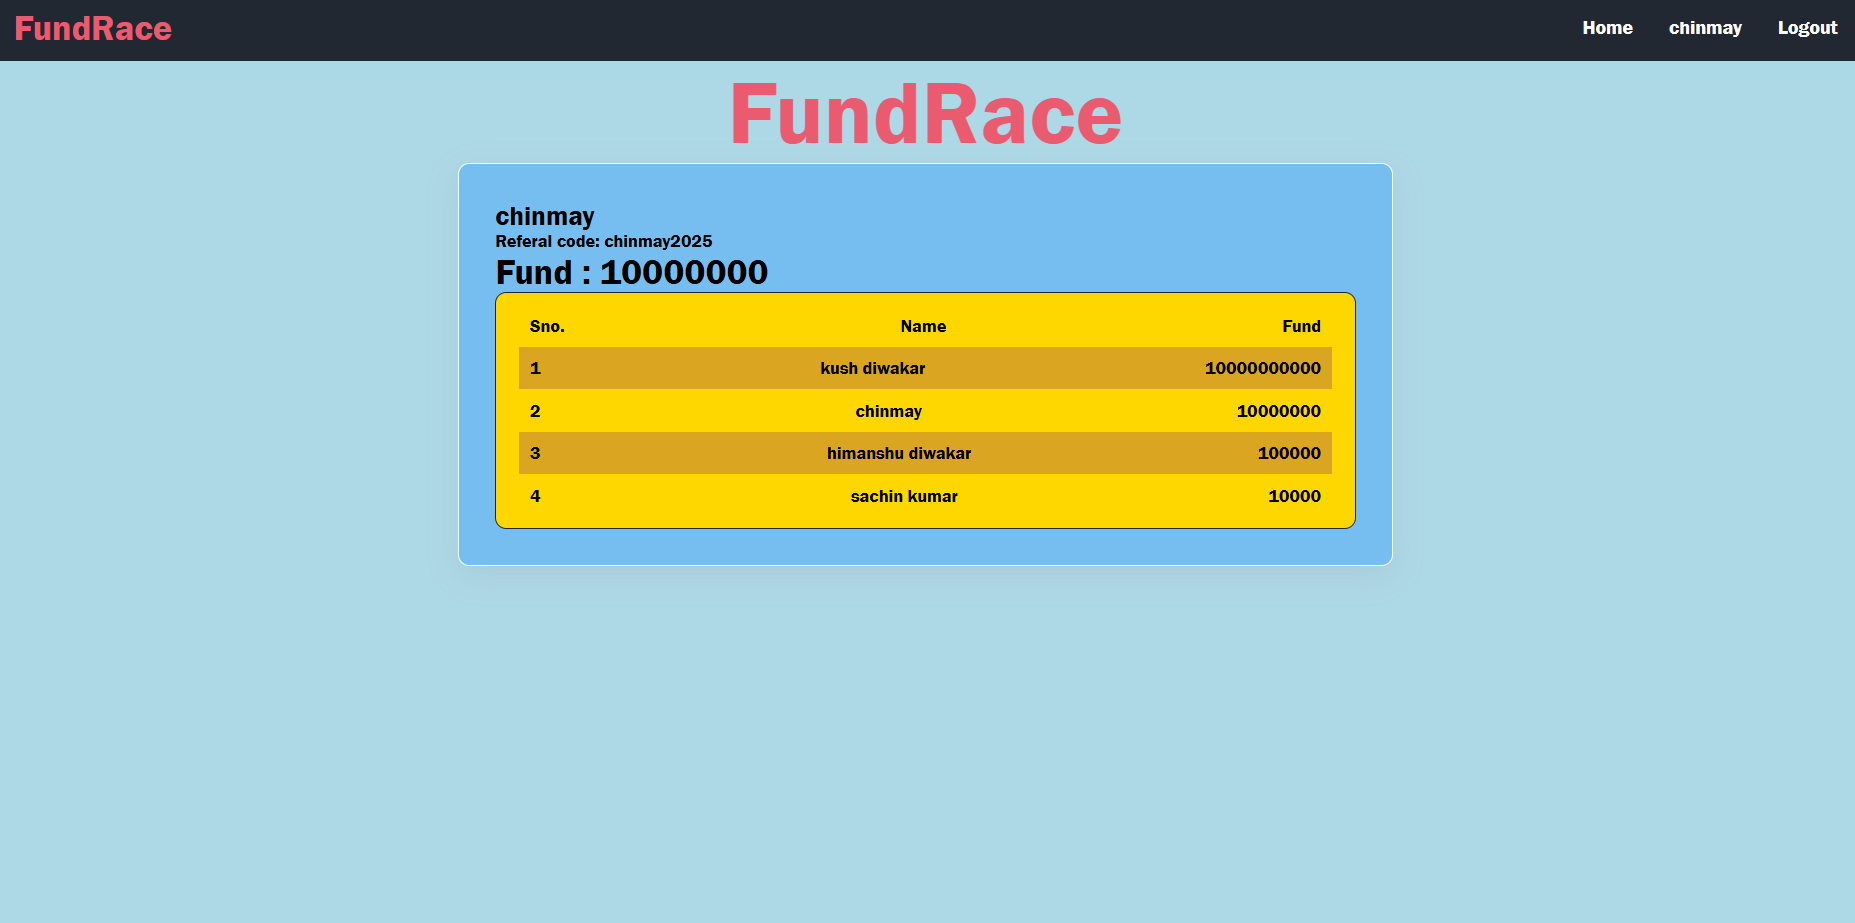 FundRace Home chinmay Logout
FundRace
chinmay
Referal code: chinmay2025
Fund : 10000000
Sno. Name Fund
1 kush diwakar 10000000000
2 chinmay 10000000
3 himanshu diwakar 100000
4 sachin kumar 10000